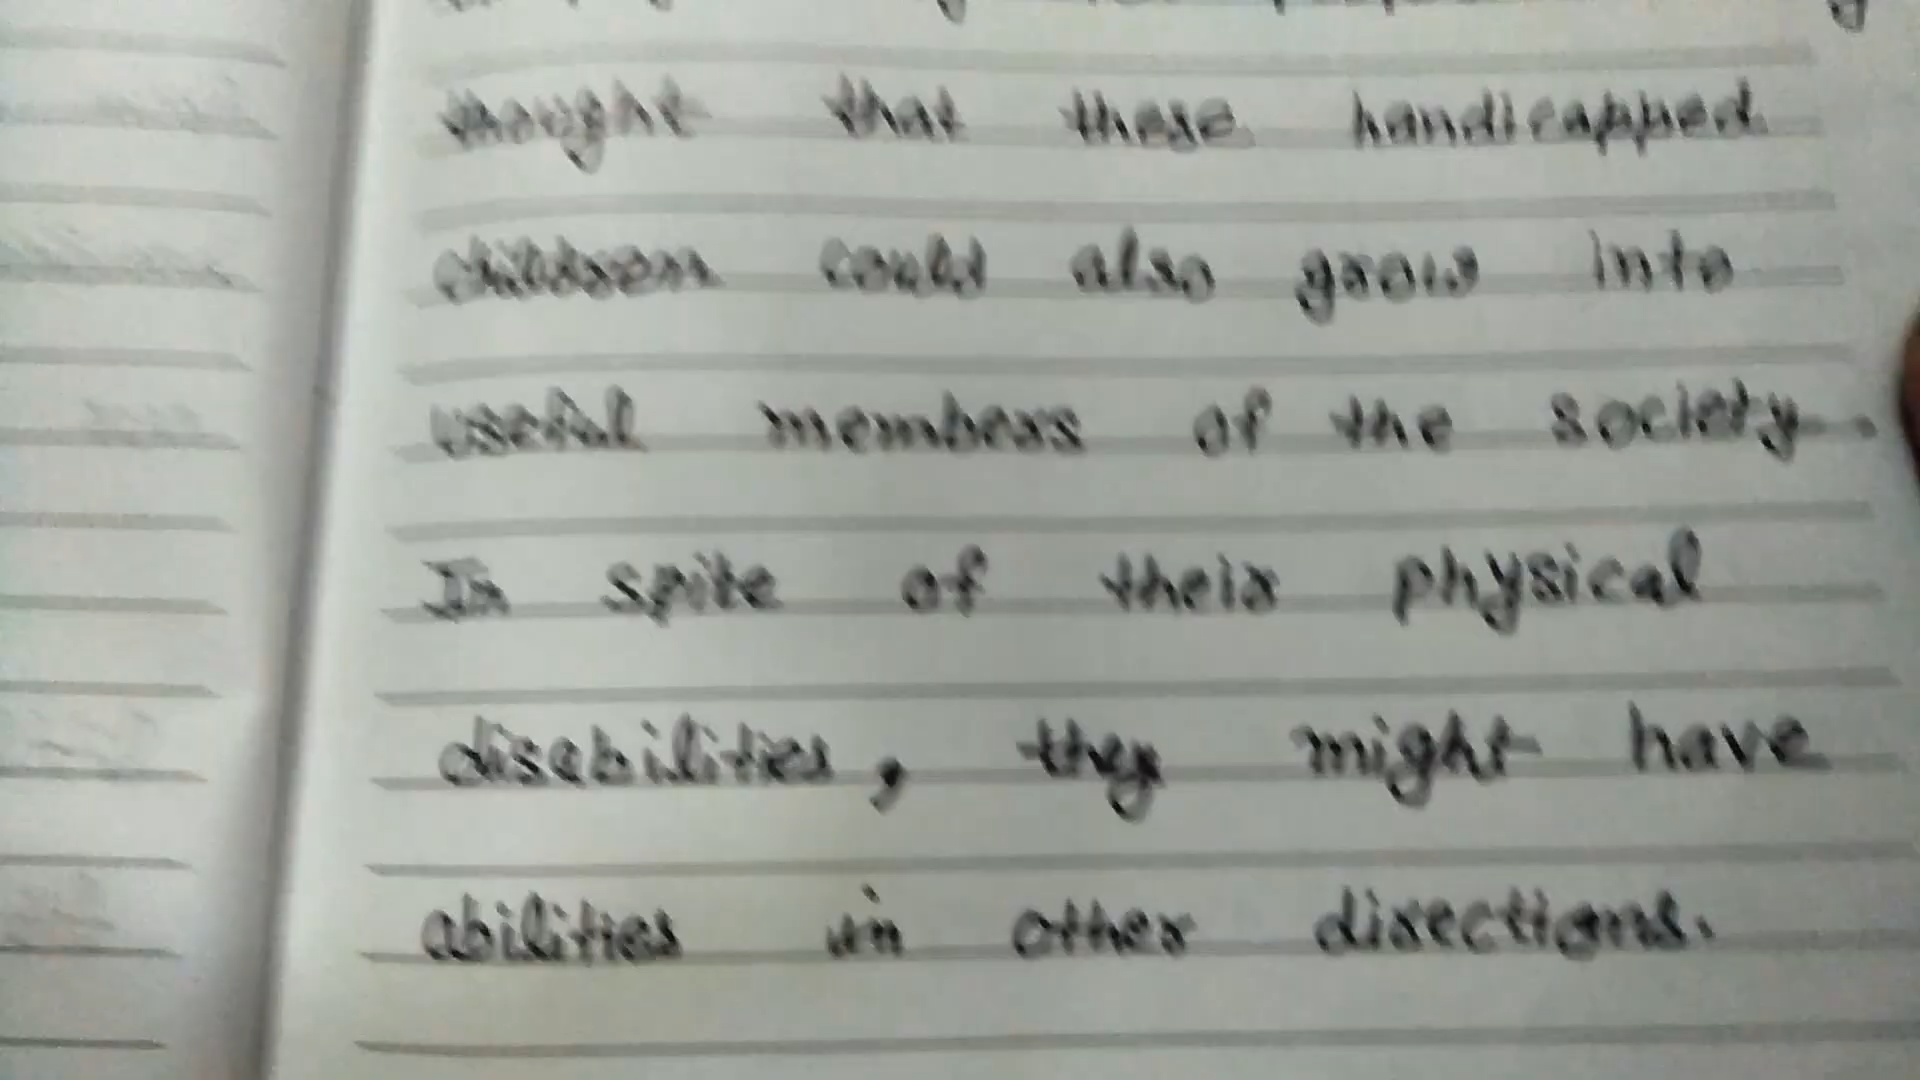 thought that these handicapped
children could also grow into
useful members of the society.
In spite of their physical
disabilities, they might have
abilities in other directions.